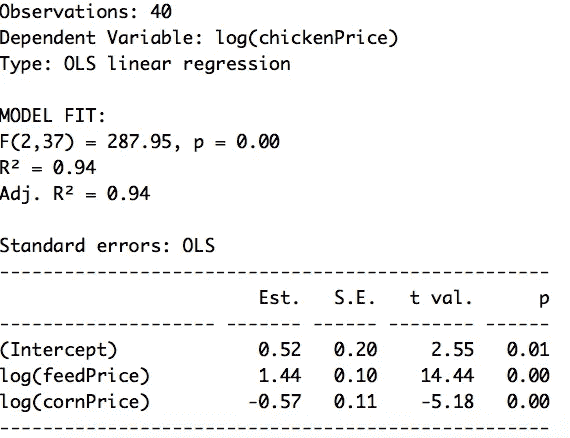 Observations: 40
Dependent Variable: log(chickenPrice)
Type: OLS linear regression

MODEL FIT:
F(2,37) = 287.95, p = 0.00
R² = 0.94
Adj. R² = 0.94

Standard errors: OLS
--------------------------------------------------
                      Est.   S.E.   t val.      p
------------------- ------- ------ -------- ------
(Intercept)           0.52   0.20     2.55   0.01
log(feedPrice)        1.44   0.10    14.44   0.00
log(cornPrice)       -0.57   0.11    -5.18   0.00
--------------------------------------------------